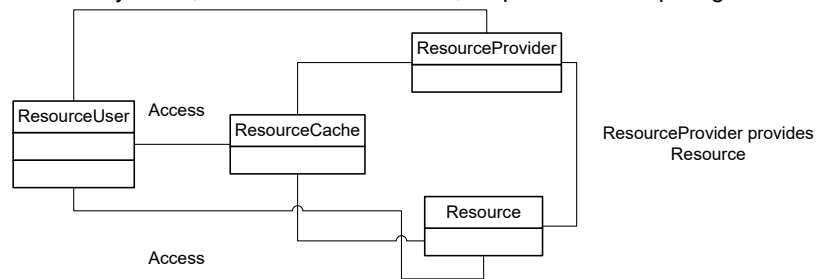 ResourceProvider
ResourceUser
Access
ResourceCache
ResourceProvider provides
Resource
Resource
Access